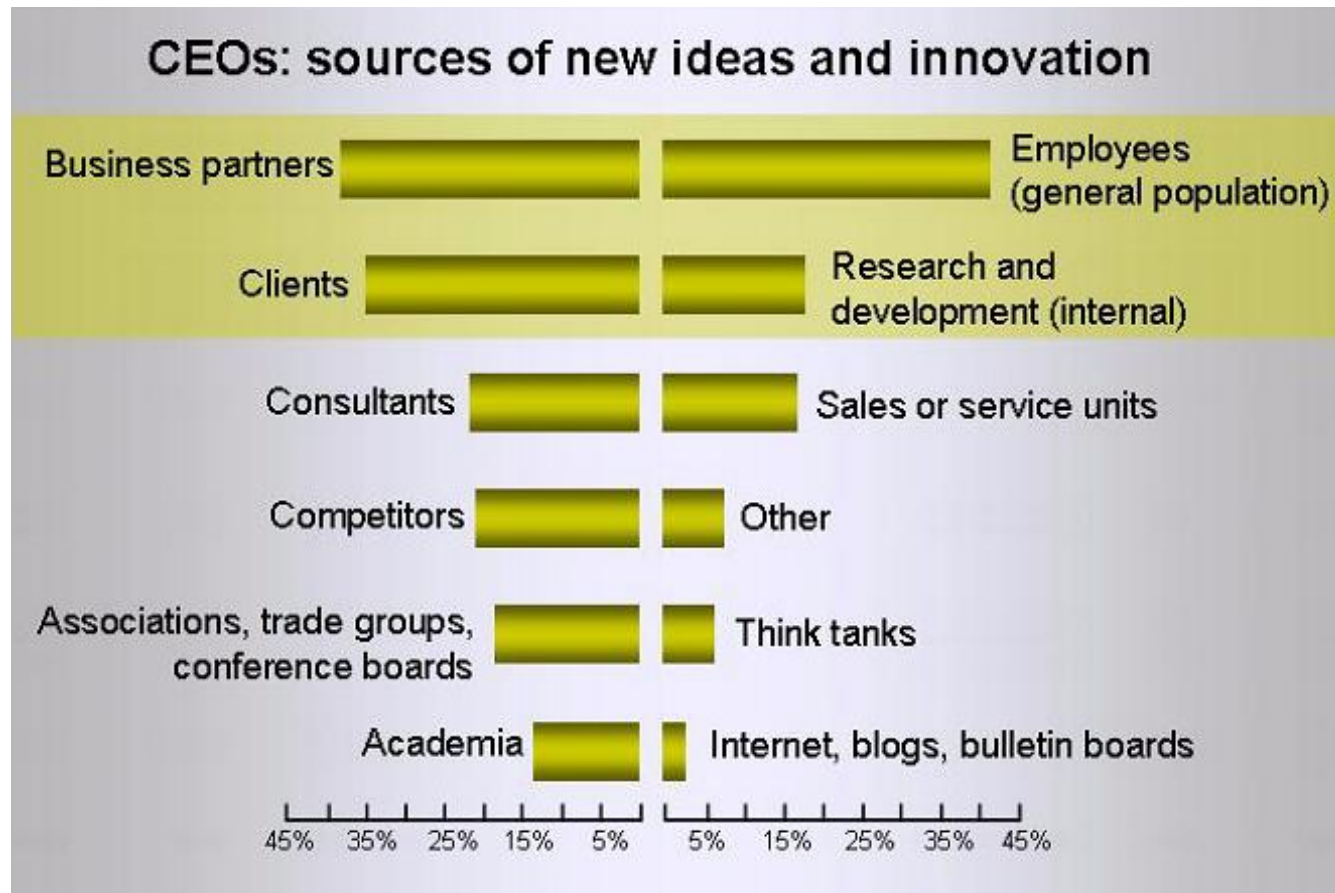 CEOs: sources of new ideas and innovation
Business partners
Employees
(general population)
Clients
Research and
development (internal)
Consultants
Sales or service units
Competitors
Other
Associations, trade groups,
conference boards
Think tanks
Academia
Internet, blogs, bulletin boards
45% 35% 25% 15% 5% 5% 15% 25% 35% 45%